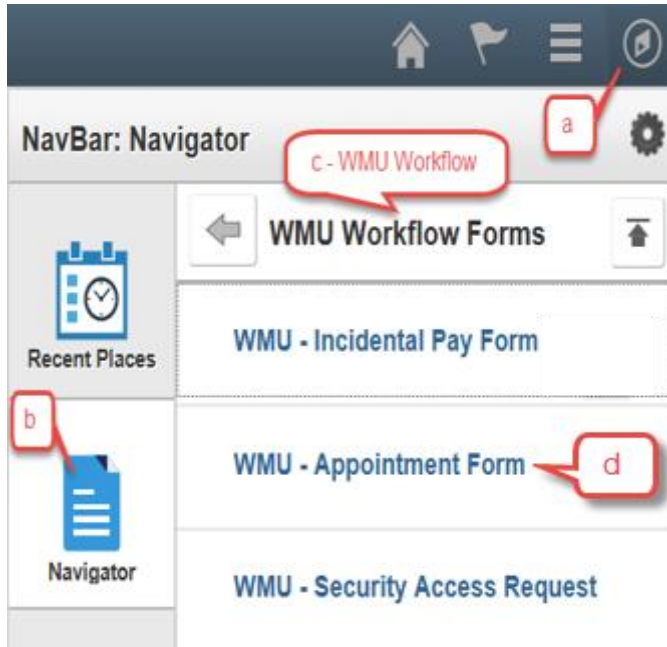 a
NavBar: Navigator
c - WMU Workflow
WMU Workflow Forms
Recent Places
WMU - Incidental Pay Form
b
WMU - Appointment Form
d
Navigator
WMU - Security Access Request